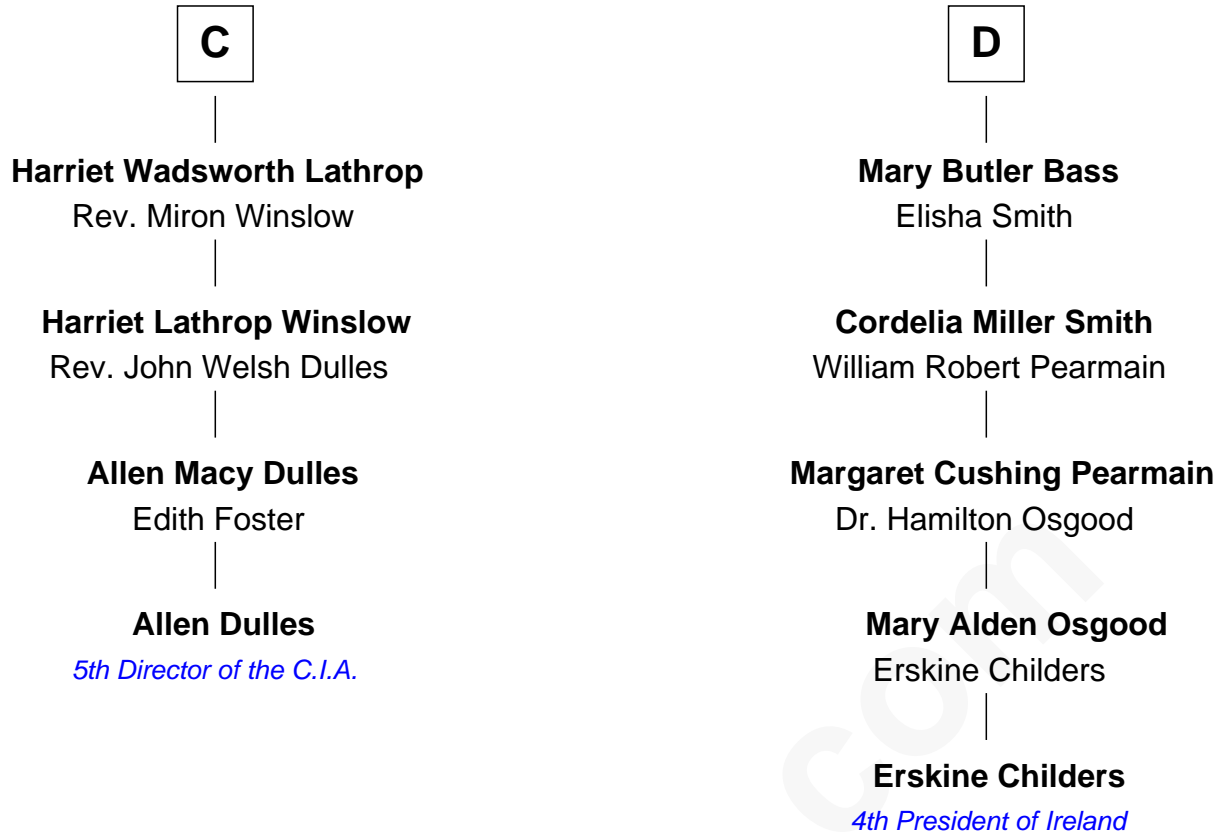 C
Harriet Wadsworth Lathrop
Rev. Miron Winslow
Harriet Lathrop Winslow
Rev. John Welsh Dulles
Allen Macy Dulles
Edith Foster
Allen Dulles
5th Director of the C.I.A.
D
Mary Butler Bass
Elisha Smith
Cordelia Miller Smith
William Robert Pearmain
Margaret Cushing Pearmain
Dr. Hamilton Osgood
Mary Alden Osgood
Erskine Childers
Erskine Childers
4th President of Ireland
com